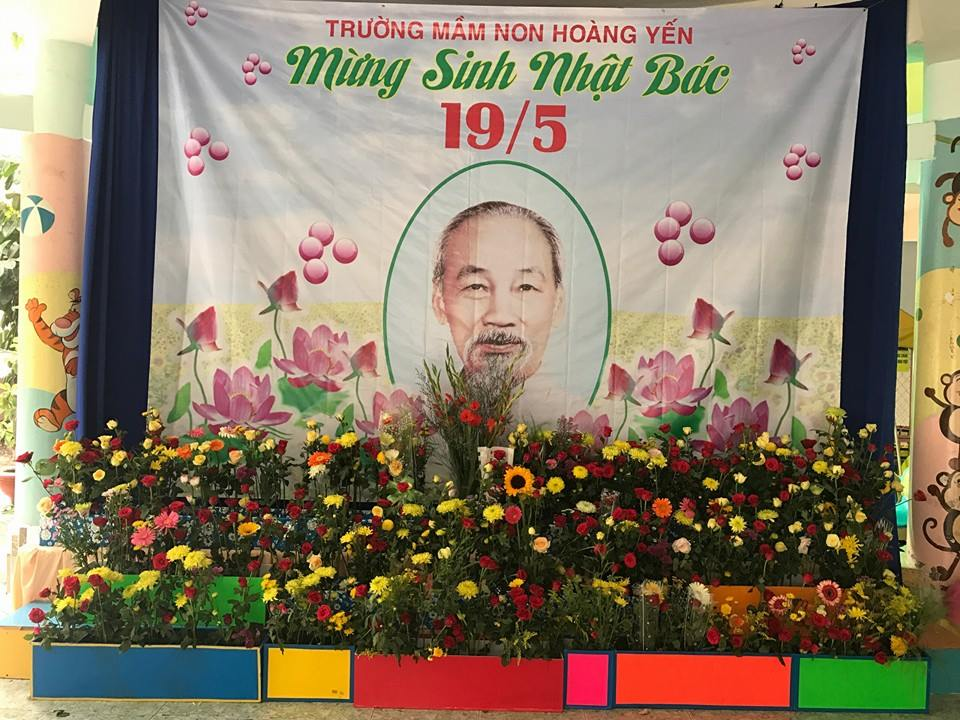 TRƯỜNG MẦM NON HOÀNG YẾN
Mừng Sinh Nhật Bác
19/5